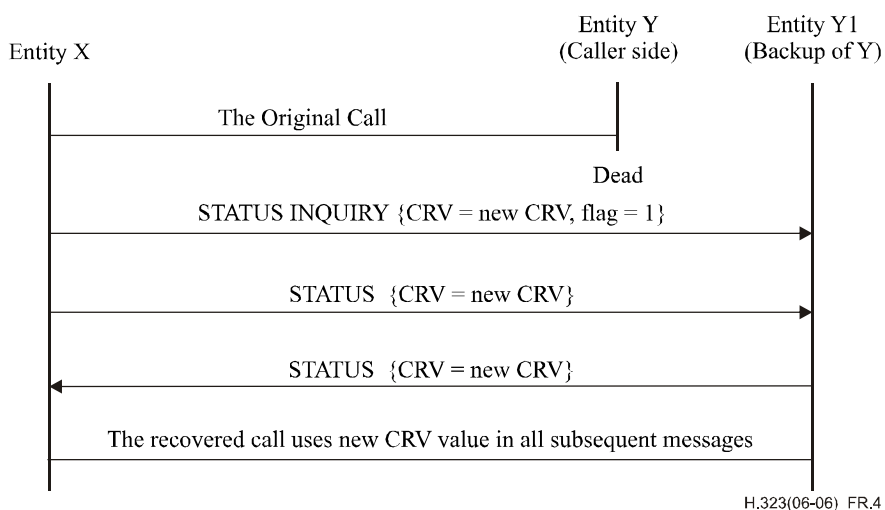 Entity X
Entity Y
(Caller side)
Entity Y1
(Backup of Y)
The Original Call
Dead
STATUS INQUIRY {CRV = new CRV, flag = 1}
STATUS {CRV = new CRV}
STATUS {CRV = new CRV}
The recovered call uses new CRV value in all subsequent messages
H.323(06-06)_FR.4